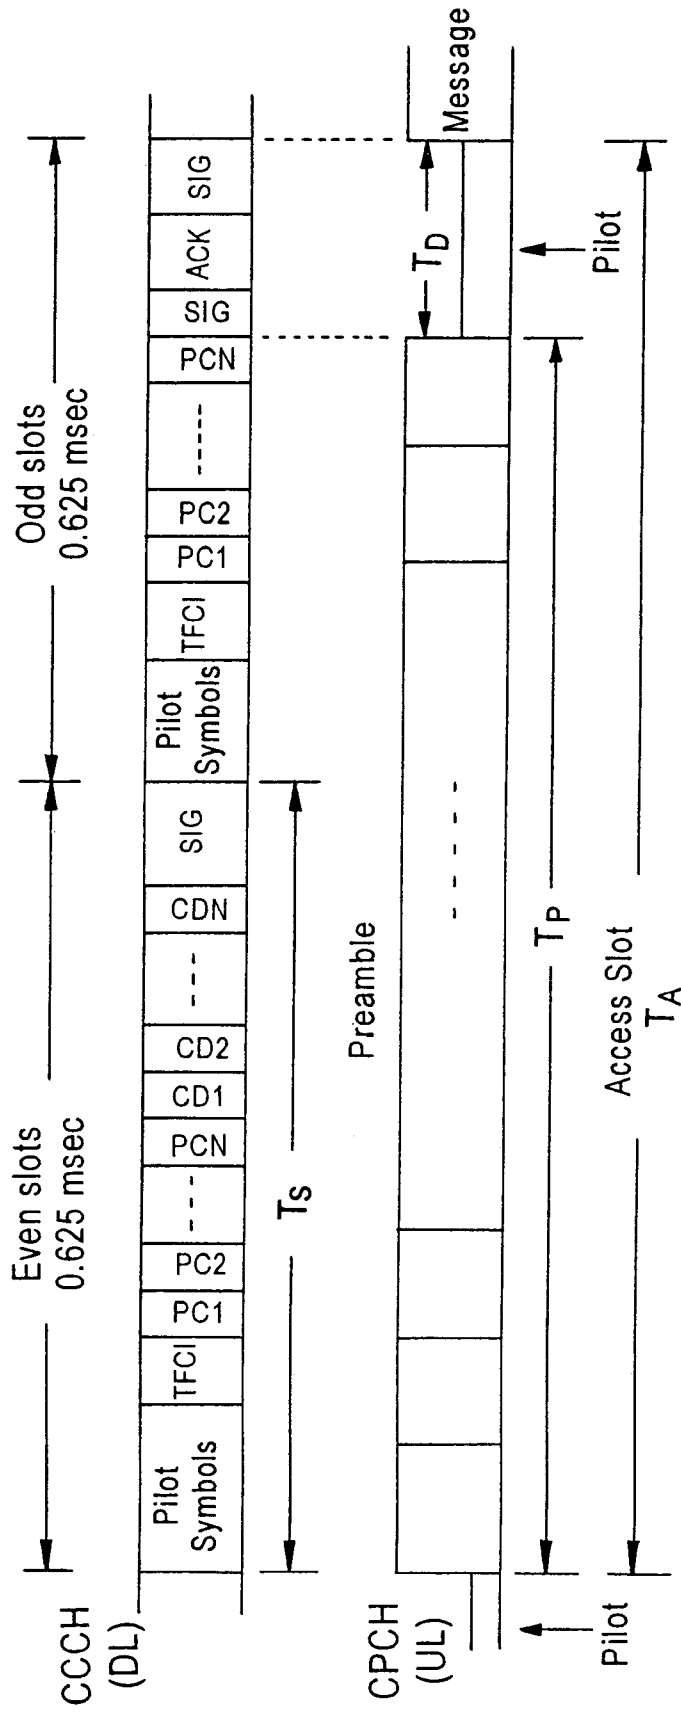 Even slots
0.625 msec
Odd slots
0.625 msec
CCCH
(DL)
Pilot
Symbols
TFCI
PC1
PC2
PCN
CD1
CD2
CDN
SIG
Pilot
Symbols
TFCI
PC1
PC2
PCN
SIG
ACK
SIG
TS
Preamble
CPCH
(UL)
TD
Message
Pilot
TP
Pilot
Access Slot
TA